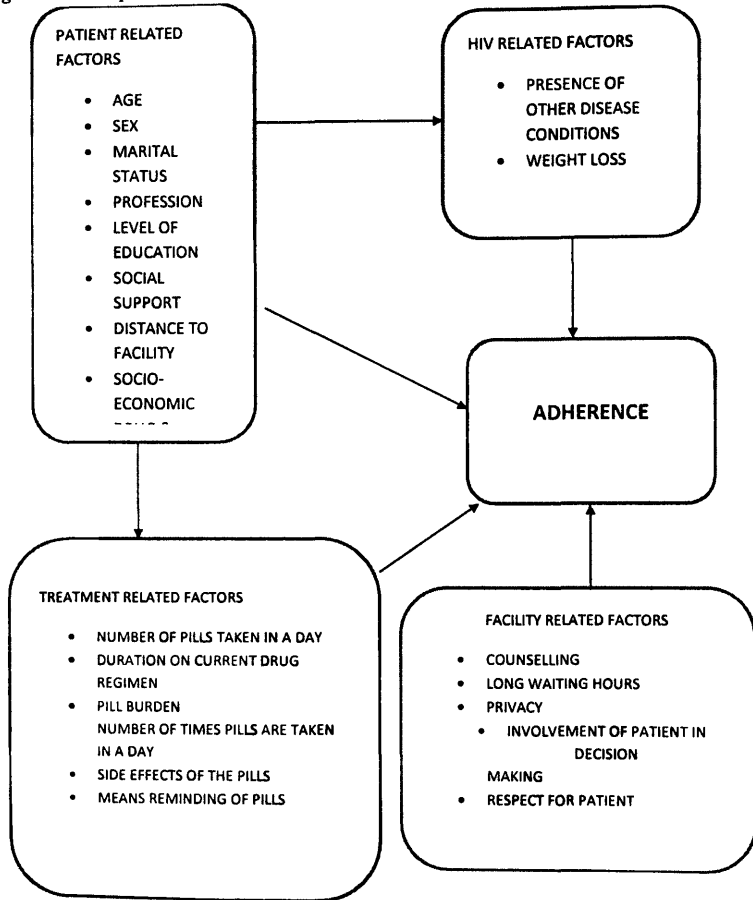 PATIENT RELATED
FACTORS
• AGE
• SEX
• MARITAL
STATUS
• PROFESSION
• LEVEL OF
EDUCATION
• SOCIAL
SUPPORT
• DISTANCE TO
FACILITY
• SOCIO-
ECONOMIC
HIV RELATED FACTORS
• PRESENCE OF
OTHER DISEASE
CONDITIONS
• WEIGHT LOSS
ADHERENCE
TREATMENT RELATED FACTORS
• NUMBER OF PILLS TAKEN IN A DAY
• DURATION ON CURRENT DRUG
REGIMEN
• PILL BURDEN
NUMBER OF TIMES PILLS ARE TAKEN
IN A DAY
• SIDE EFFECTS OF THE PILLS
• MEANS REMINDING OF PILLS
FACILITY RELATED FACTORS
• COUNSELLING
• LONG WAITING HOURS
• PRIVACY
• INVOLVEMENT OF PATIENT IN
DECISION
MAKING
• RESPECT FOR PATIENT